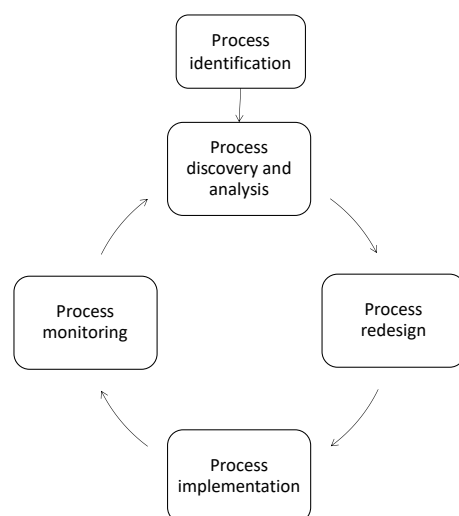 Process
identification
Process
discovery and
analysis
Process
monitoring
Process
redesign
Process
implementation